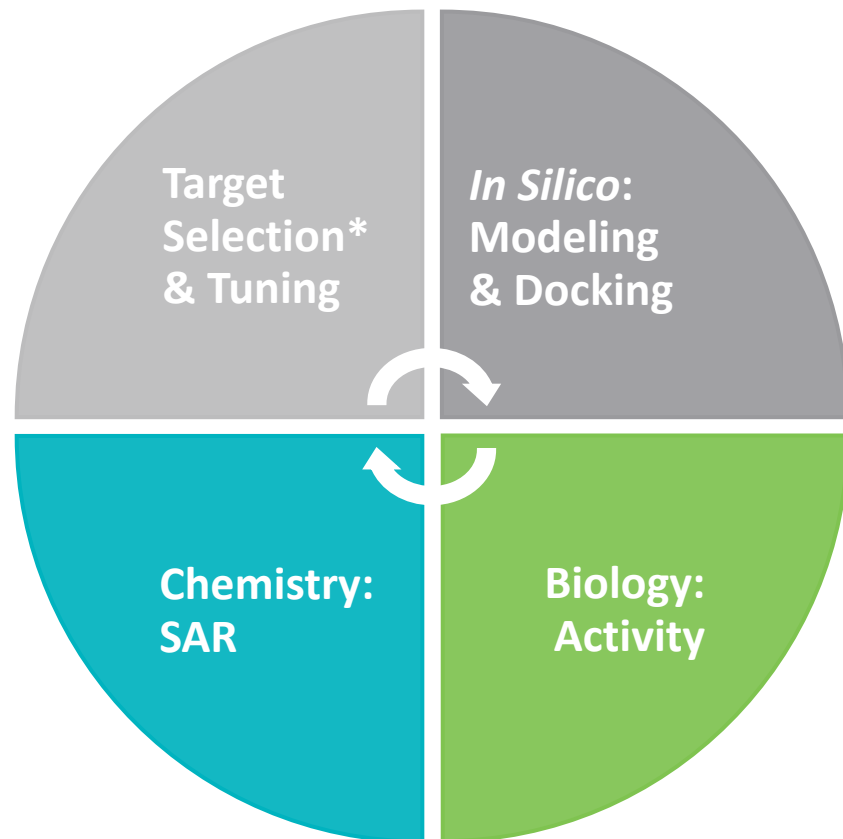 Target
Selection*
& Tuning
In Silico:
Modeling
& Docking
Chemistry:
SAR
Biology:
Activity